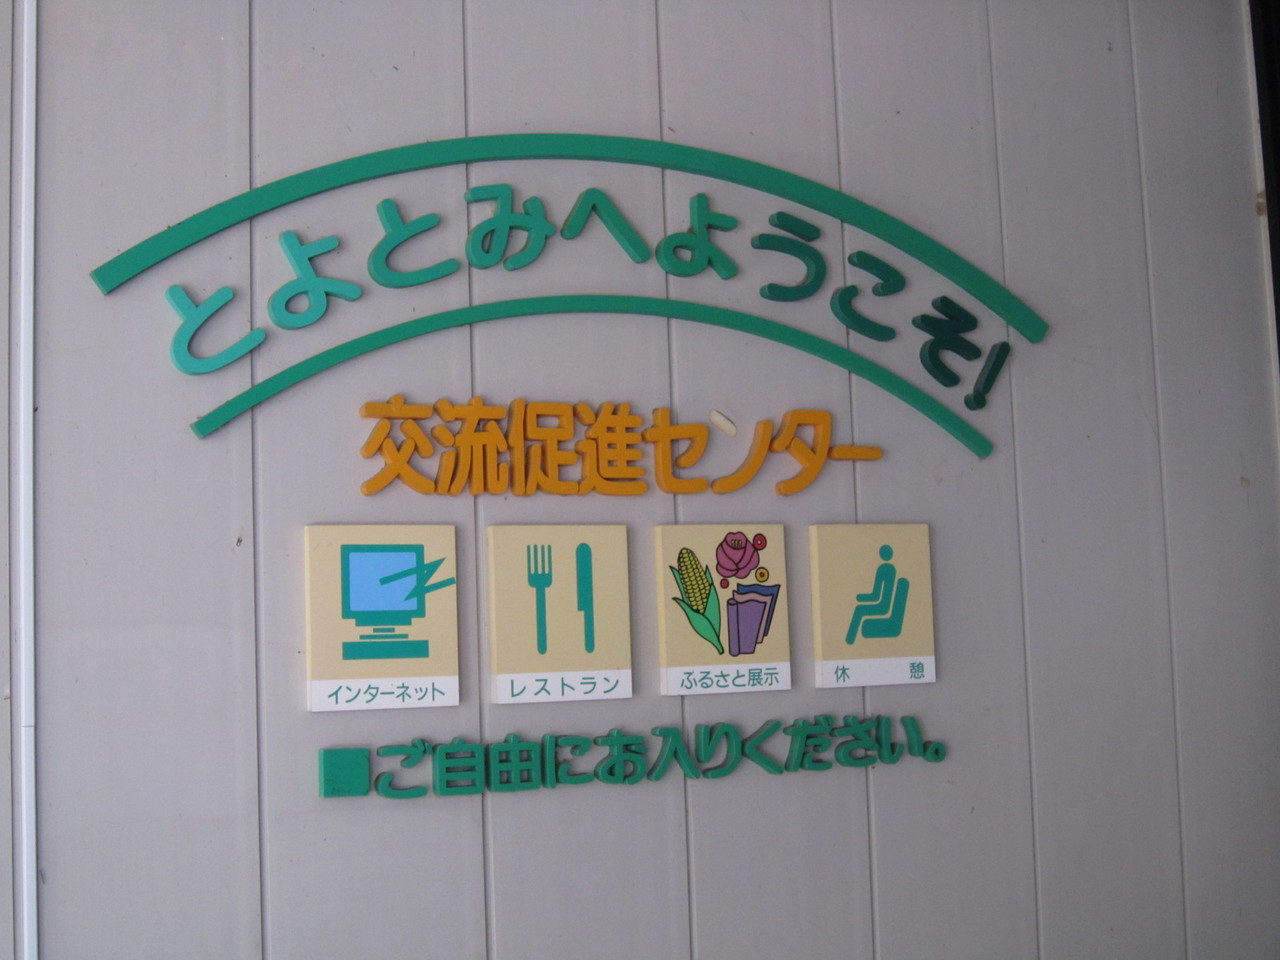 とよとみへようこそ!
交流促進センター
インターネット
レストラン
ふるさと展示
休憩
■ご自由にお入りください。